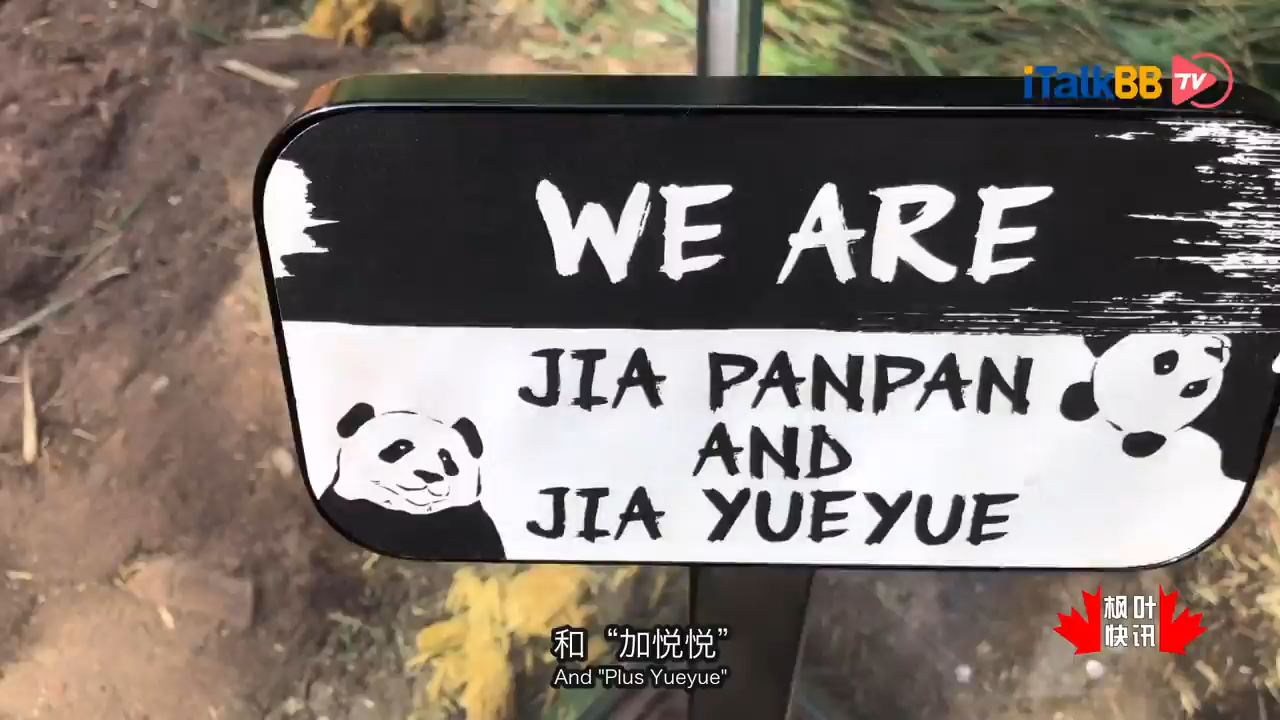 iTalkBB TV
WE ARE
JIA PANPAN
AND
JIA YUEYUE
枫叶
快讯
和“加悦悦”
And "Plus Yueyue"